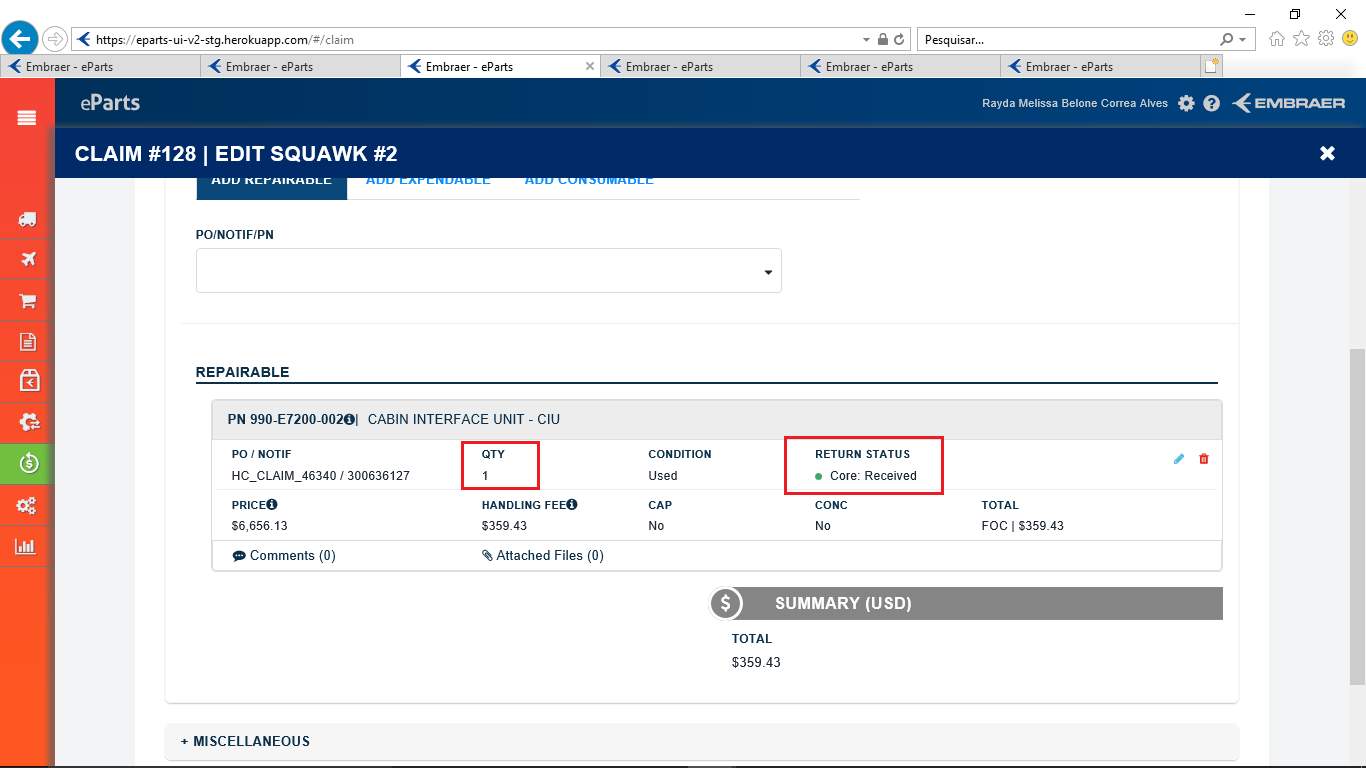 https://eparts-ui-v2-stg.herokuapp.com/#/claim
Pesquisar...
Embraer - eParts
Embraer - eParts
Embraer - eParts
Embraer - eParts
Embraer - eParts
Embraer - eParts
eParts
Rayda Melissa Belone Correa Alves
EMBRAER
CLAIM #128 | EDIT SQUAWK #2
ADD REPAIRABLE ADD EXPENDABLE ADD CONSUMABLE
PO/NOTIF/PN
REPAIRABLE
PN 990-E7200-002 | CABIN INTERFACE UNIT - CIU
PO / NOTIF QTY CONDITION RETURN STATUS
HC_CLAIM_46340 / 300636127 1 Used Core: Received
PRICE HANDLING FEE CAP CONC TOTAL
$6,656.13 $359.43 No No FOC | $359.43
Comments (0) Attached Files (0)
$ SUMMARY (USD)
TOTAL
$359.43
+ MISCELLANEOUS